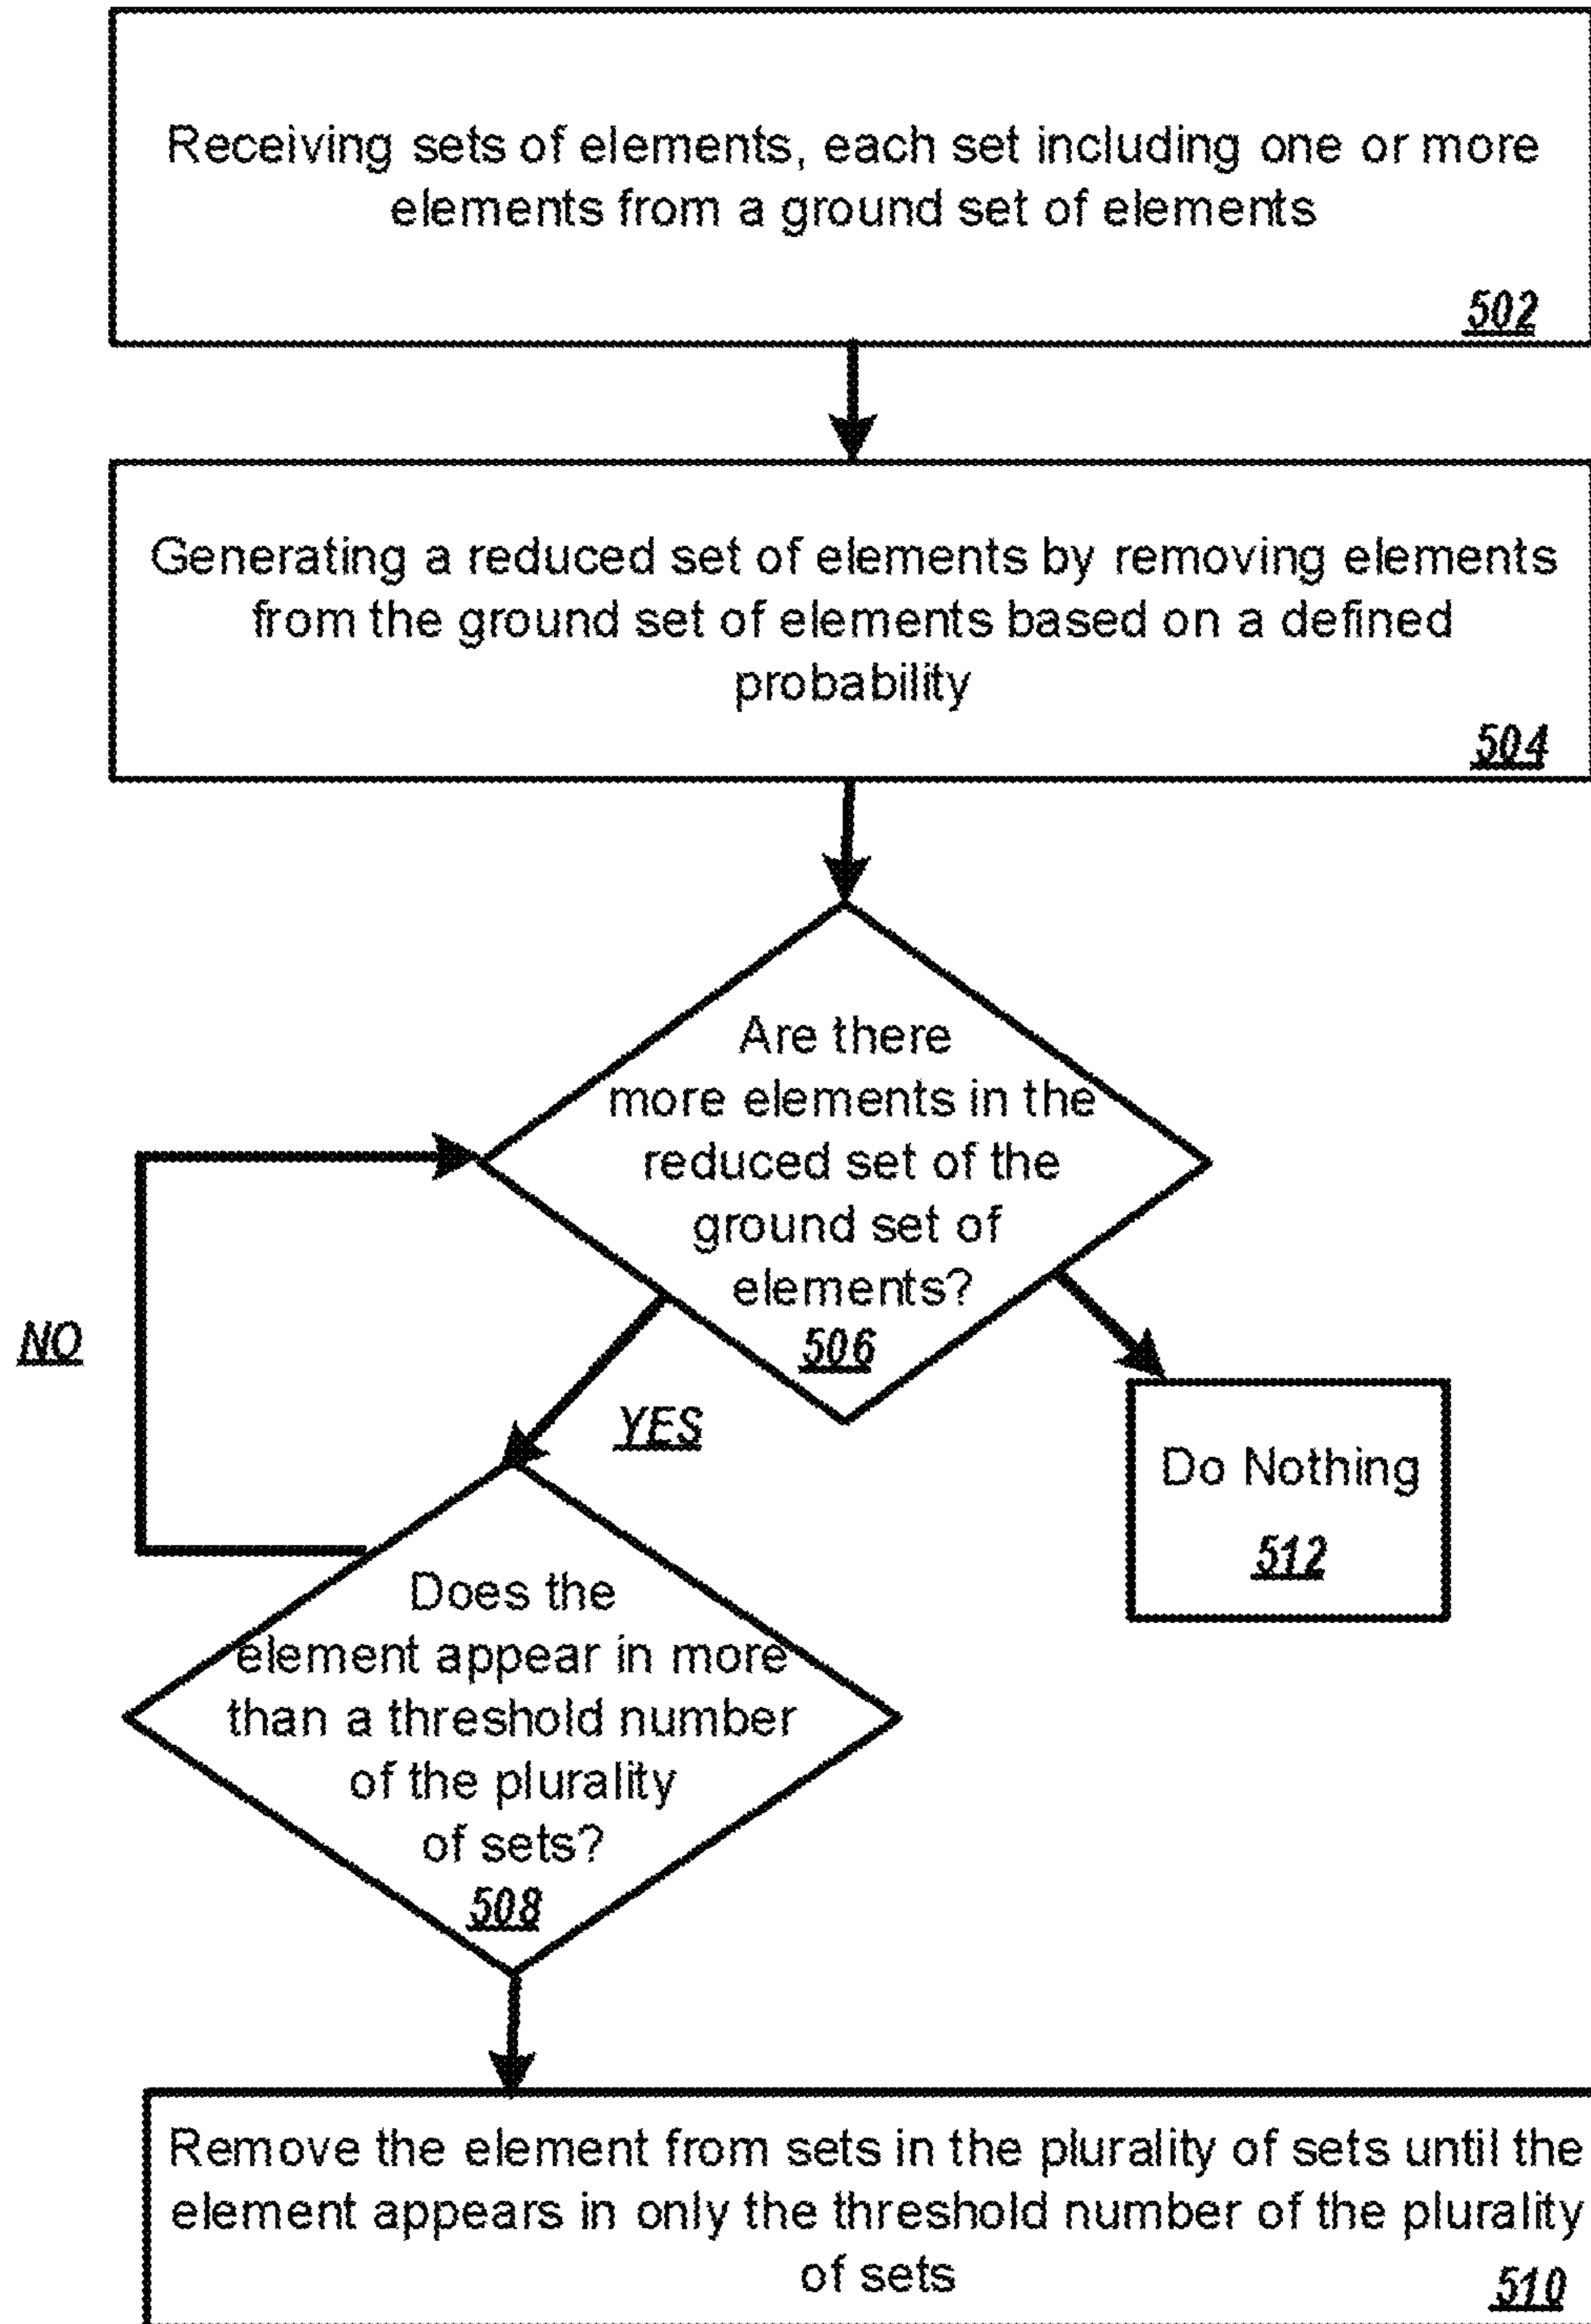 Receiving sets of elements, each set including one or more
elements from a ground set of elements
502
Generating a reduced set of elements by removing elements
from the ground set of elements based on a defined
probability
504
Are there
more elements in the
reduced set of the
ground set of
elements?
506
NO
YES
Do Nothing
512
Does the
element appear in more
than a threshold number
of the plurality
of sets?
508
Remove the element from sets in the plurality of sets until the
element appears in only the threshold number of the plurality
of sets
510